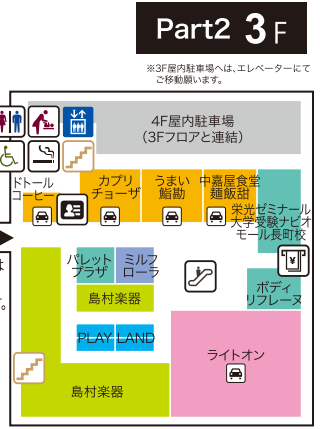 Part2 3F
※3F屋内駐車場へは、エレベーターにて
ご移動願います。
4F屋内駐車場
(3Fフロアと連結)
ドトール
コーヒー
カプリ
チョーザ
うまい
鮨勘
中嘉屋食堂
麺飯甜
栄光ゼミナール
大学受験ナビオ
モール長町校
は
。
パレット
プラザ
ミルフ
ローラ
島村楽器
¥
ボディ
リフレーヌ
PLAY LAND
ライトオン
島村楽器